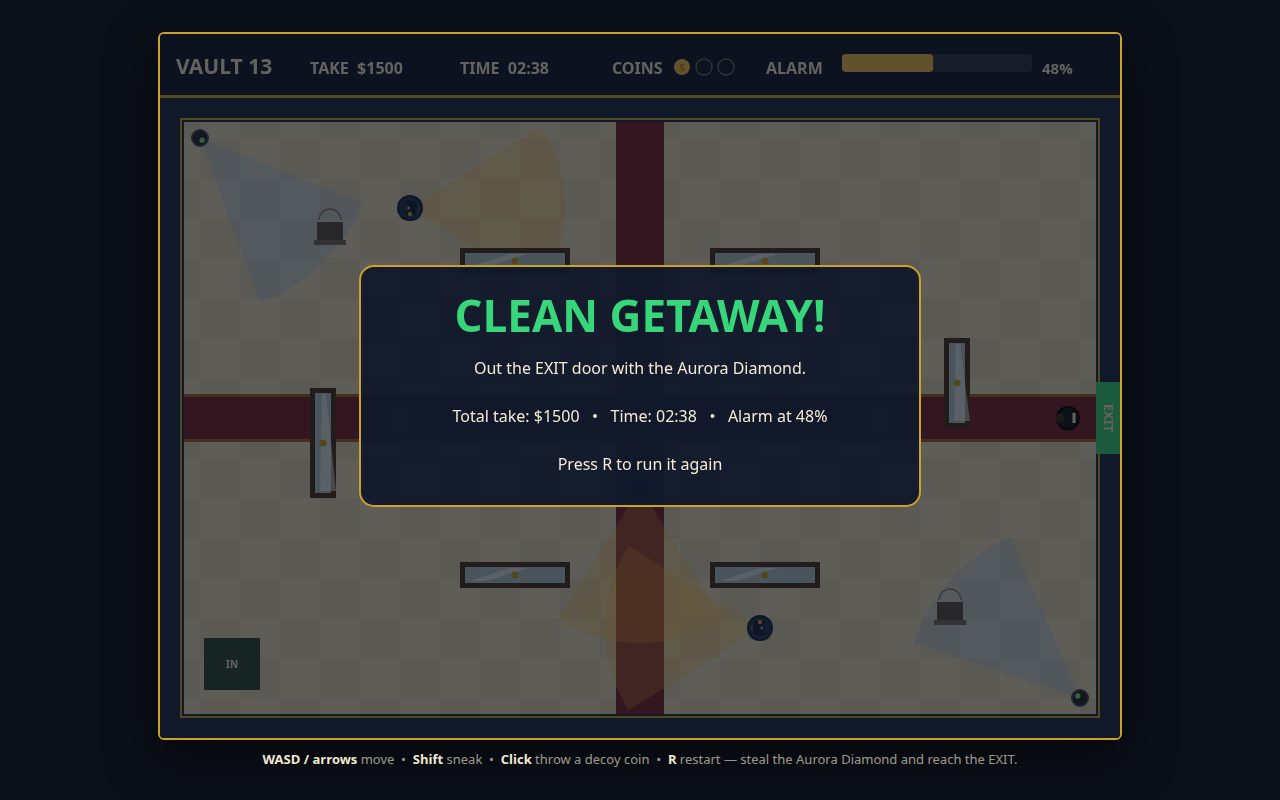 VAULT 13 TAKE $1500 TIME 02:38 COINS $ ALARM 48%
CLEAN GETAWAY!
Out the EXIT door with the Aurora Diamond.
Total take: $1500 • Time: 02:38 • Alarm at 48%
Press R to run it again
EXIT
IN
WASD / arrows move • Shift sneak • Click throw a decoy coin • R restart — steal the Aurora Diamond and reach the EXIT.